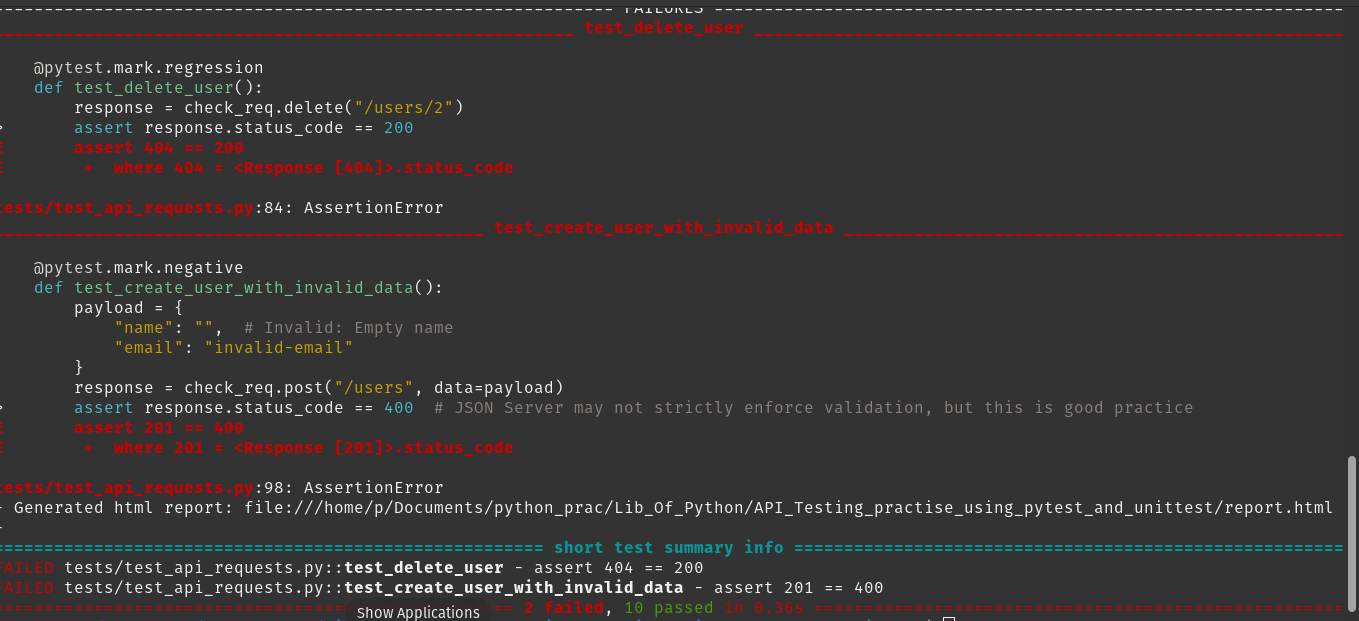 FAILURES
test_delete_user
@pytest.mark.regression
def test_delete_user():
response = check_req.delete("/users/2")
> assert response.status_code == 200
E assert 404 == 200
E + where 404 = <Response [404]>.status_code
tests/test_api_requests.py:84: AssertionError
test_create_user_with_invalid_data
@pytest.mark.negative
def test_create_user_with_invalid_data():
payload = {
"name": "", # Invalid: Empty name
"email": "invalid-email"
}
response = check_req.post("/users", data=payload)
> assert response.status_code == 400 # JSON Server may not strictly enforce validation, but this is good practice
E assert 201 == 400
E + where 201 = <Response [201]>.status_code
tests/test_api_requests.py:98: AssertionError
- Generated html report: file:///home/p/Documents/python_prac/Lib_Of_Python/API_Testing_practise_using_pytest_and_unittest/report.html
-
short test summary info
FAILED tests/test_api_requests.py::test_delete_user - assert 404 == 200
FAILED tests/test_api_requests.py::test_create_user_with_invalid_data - assert 201 == 400
2 failed, 10 passed in 0.36s
Show Applications